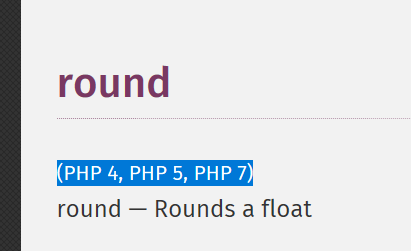 round
(PHP 4, PHP 5, PHP 7)
round — Rounds a float